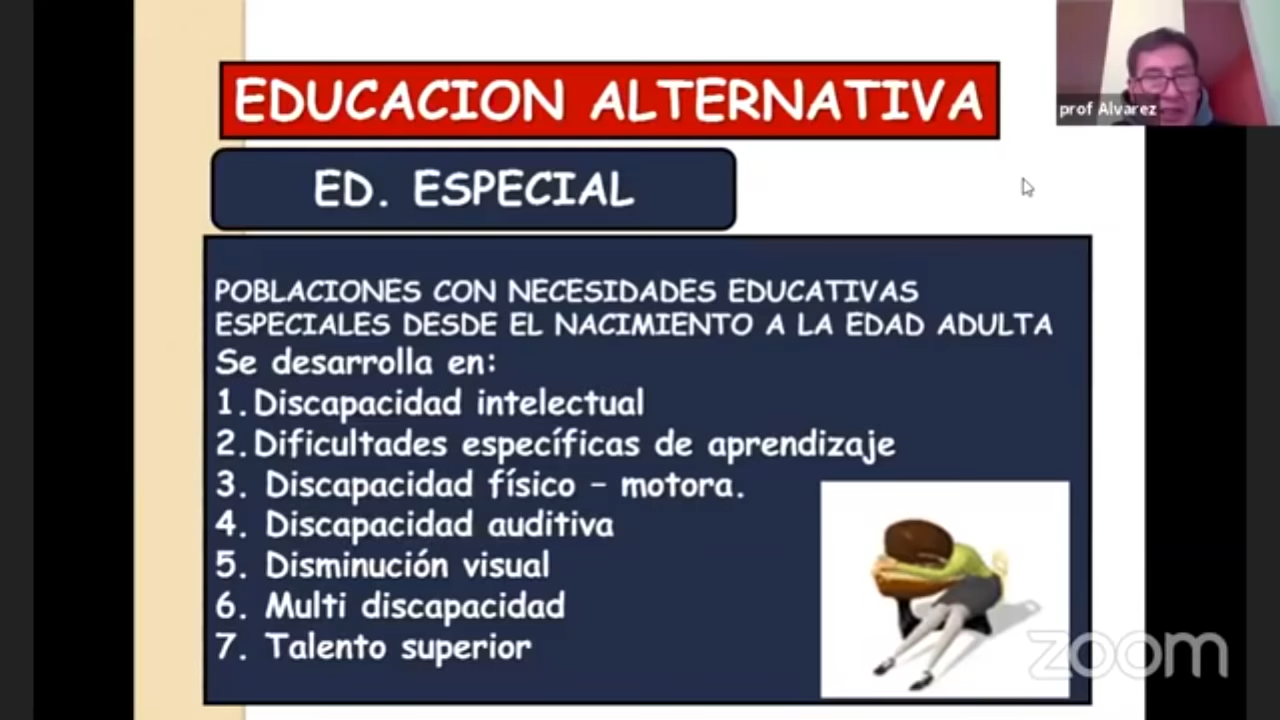 EDUCACION ALTERNATIVA
prof Alvarez
ED. ESPECIAL
POBLACIONES CON NECESIDADES EDUCATIVAS
ESPECIALES DESDE EL NACIMIENTO A LA EDAD ADULTA
Se desarrolla en:
1. Discapacidad intelectual
2. Dificultades específicas de aprendizaje
3. Discapacidad físico – motora.
4. Discapacidad auditiva
5. Disminución visual
6. Multi discapacidad
7. Talento superior
zoom